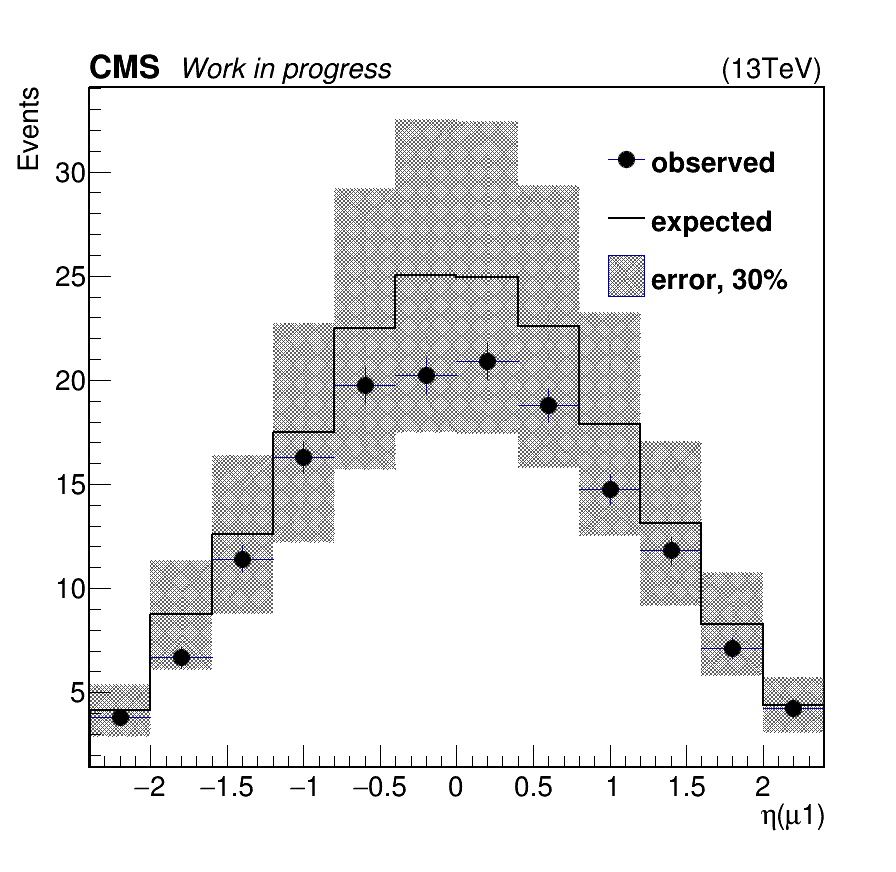 CMS Work in progress (13TeV)
Events
observed
expected
error, 30%
30
25
20
15
10
5
−2 −1.5 −1 −0.5 0 0.5 1 1.5 2
η(μ1)